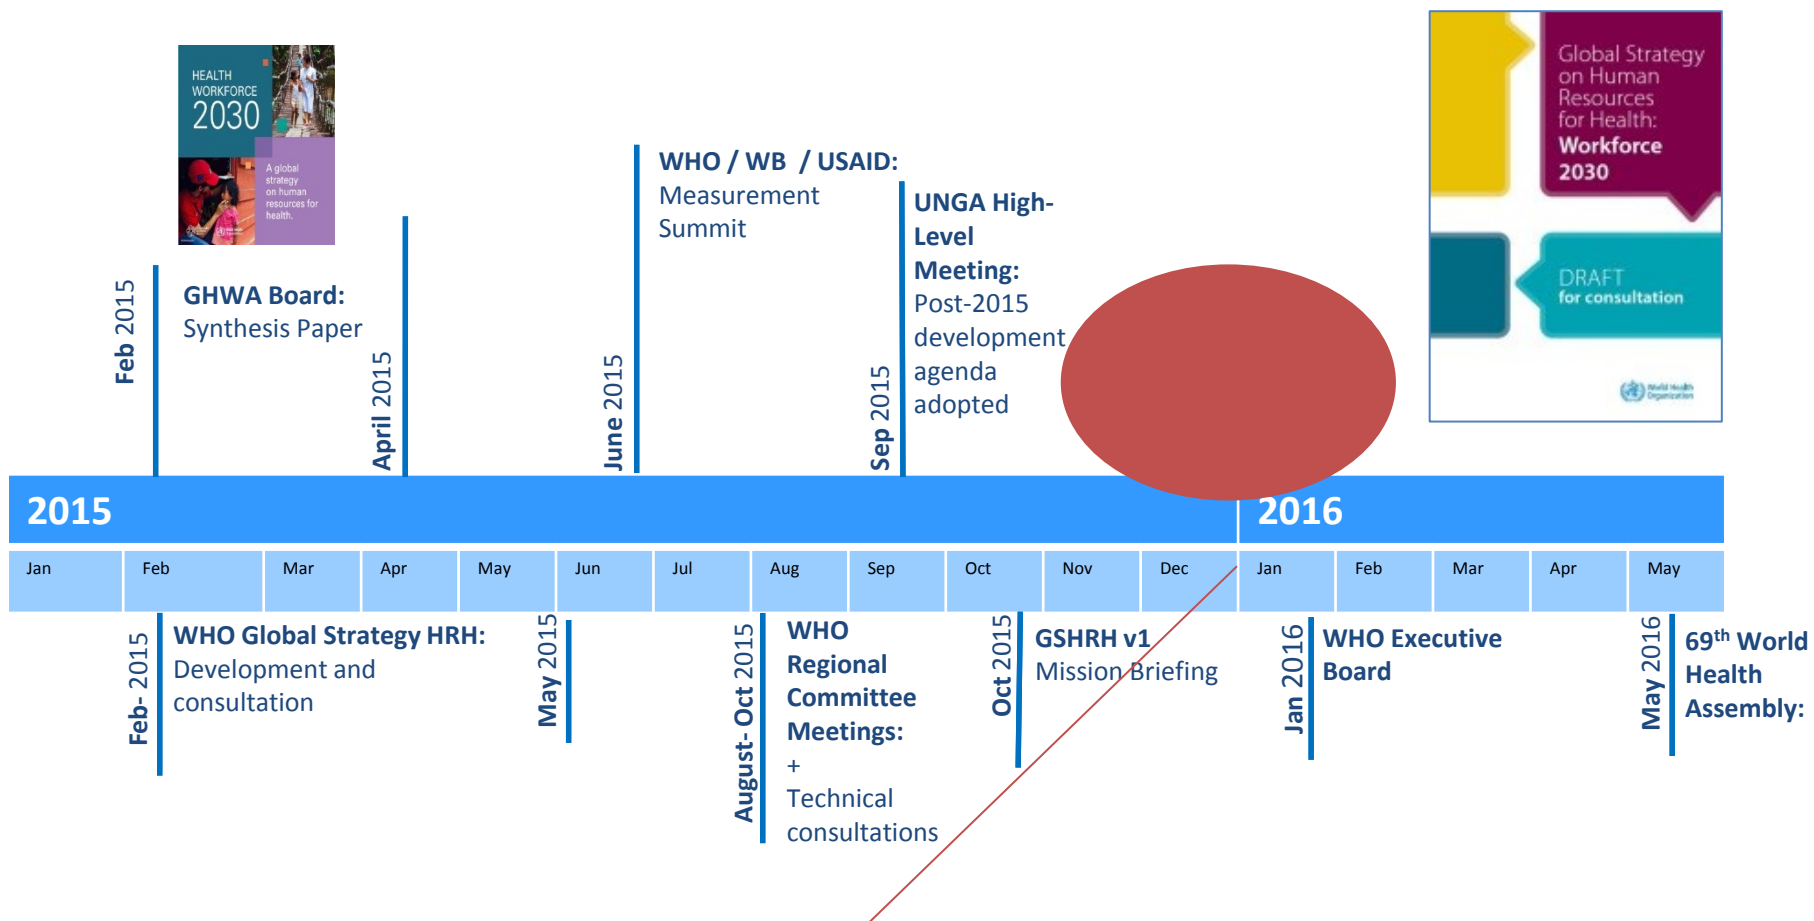 HEALTH
WORKFORCE
2030
A global
strategy
on human
resources for
health.
Global Strategy
on Human
Resources
for Health:
Workforce
2030
DRAFT
for consultation
World Health
Organization
Feb 2015
GHWA Board:
Synthesis Paper
April 2015
June 2015
WHO / WB / USAID:
Measurement
Summit
Sep 2015
UNGA High-
Level
Meeting:
Post-2015
development
agenda
adopted
2015
2016
Jan Feb Mar Apr May Jun Jul Aug Sep Oct Nov Dec Jan Feb Mar Apr May
Feb- 2015
WHO Global Strategy HRH:
Development and
consultation
May 2015
August- Oct 2015
WHO
Regional
Committee
Meetings:
+
Technical
consultations
Oct 2015
GSHRH v1
Mission Briefing
Jan 2016
WHO Executive
Board
May 2016
69th World
Health
Assembly: